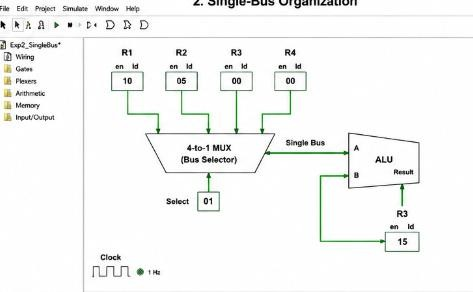 2. Single-Bus Organization
File Edit Project Simulate Window Help
Exp2_SingleBus*
Wiring
Gates
Plexers
Arithmetic
Memory
Input/Output
R1 R2 R3 R4
en ld en ld en ld en ld
10 05 00 00
4-to-1 MUX
(Bus Selector)
Single Bus
A
ALU
B
Result
Select 01
R3
en ld
15
Clock
1 Hz